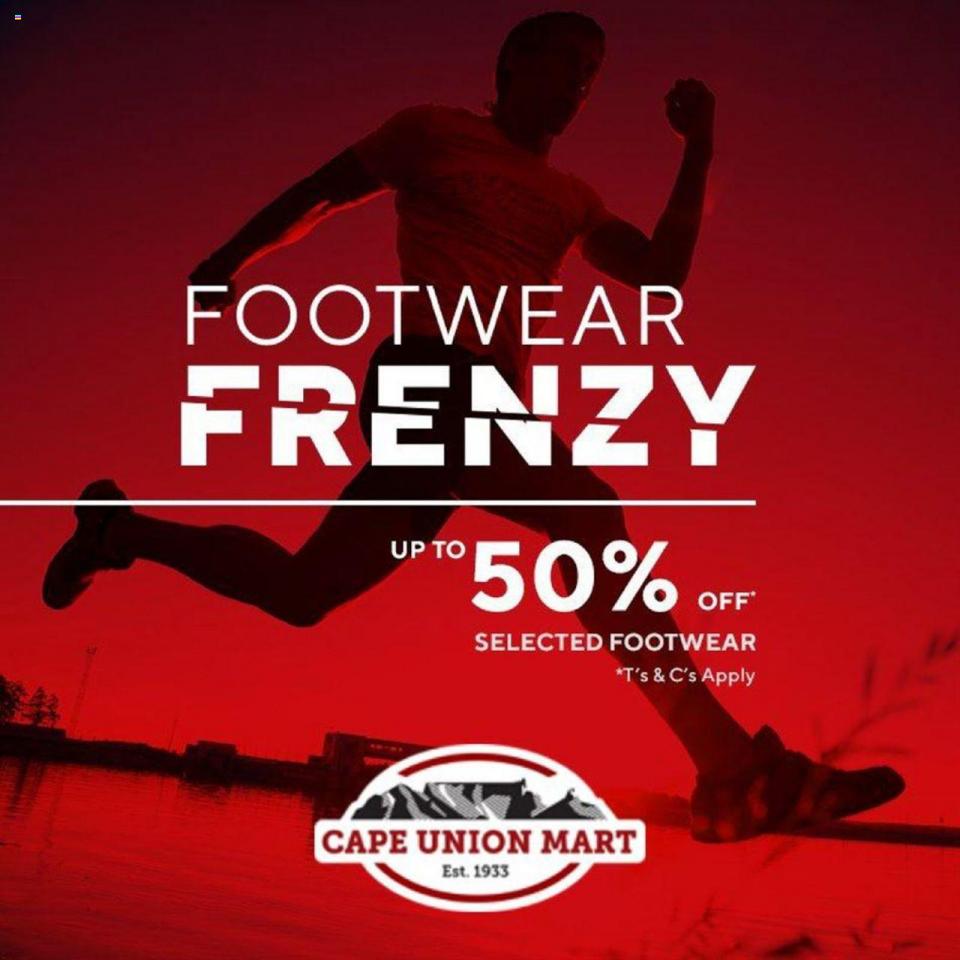 FOOTWEAR
FRENZY
UP TO 50% OFF*
SELECTED FOOTWEAR
*T's & C's Apply
CAPE UNION MART
Est. 1933